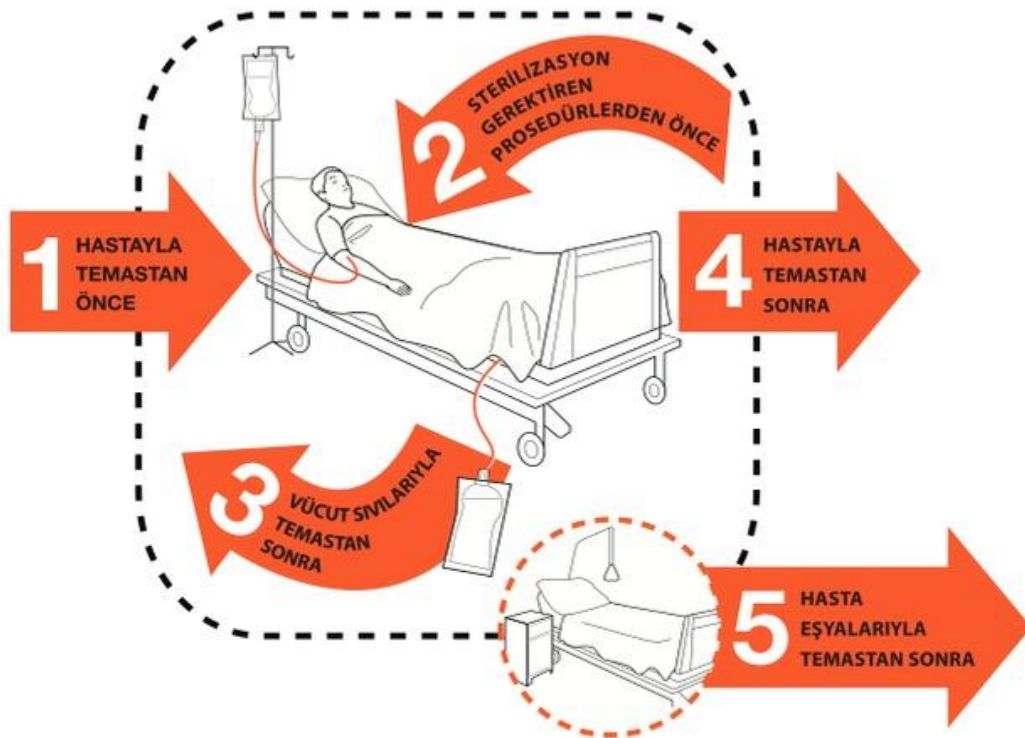 1
HASTAYLA
TEMASTAN
ÖNCE
2
STERİLİZASYON
GEREKTİREN
PROSEDÜRLERDEN ÖNCE
3
VÜCUT SIVILARIYLA
TEMASTAN
SONRA
4
HASTAYLA
TEMASTAN
SONRA
5
HASTA
EŞYALARIYLA
TEMASTAN SONRA